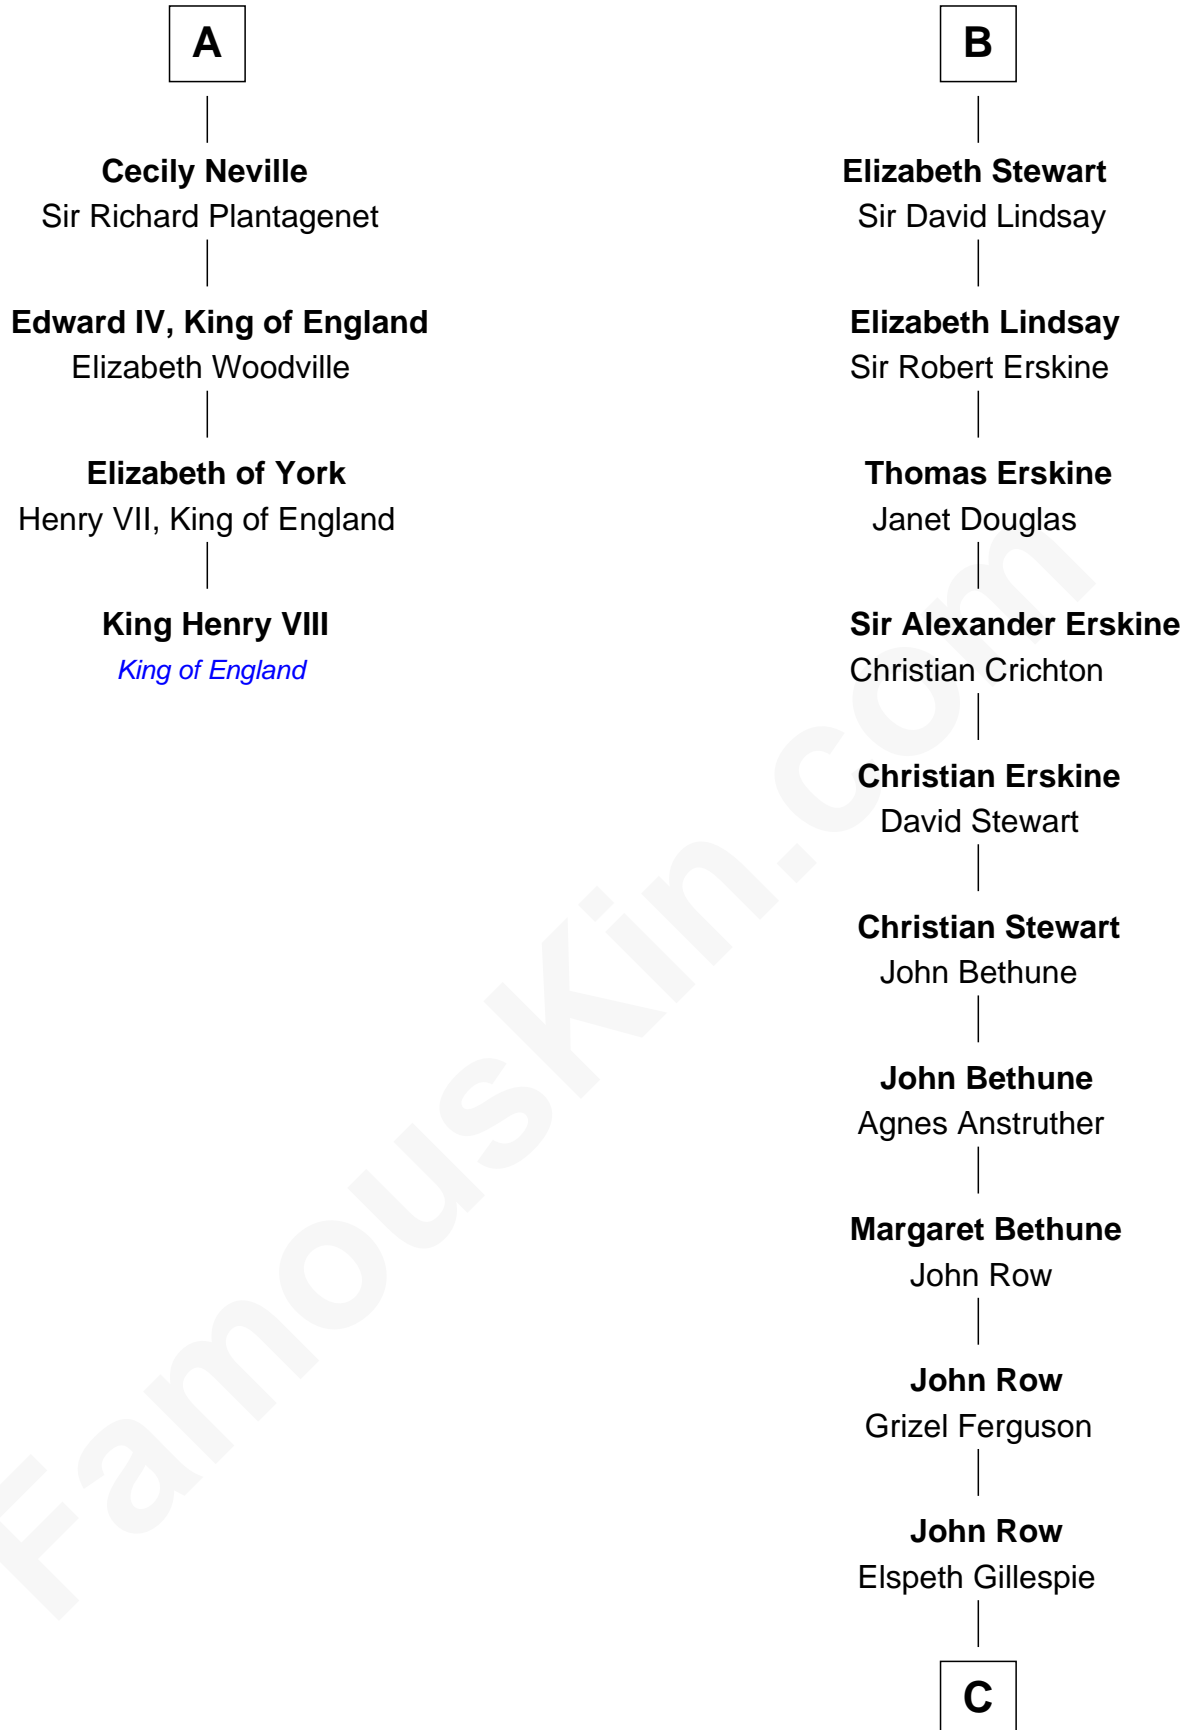 A
Cecily Neville
Sir Richard Plantagenet
Edward IV, King of England
Elizabeth Woodville
Elizabeth of York
Henry VII, King of England
King Henry VIII
King of England
B
Elizabeth Stewart
Sir David Lindsay
Elizabeth Lindsay
Sir Robert Erskine
Thomas Erskine
Janet Douglas
Sir Alexander Erskine
Christian Crichton
Christian Erskine
David Stewart
Christian Stewart
John Bethune
John Bethune
Agnes Anstruther
Margaret Bethune
John Row
John Row
Grizel Ferguson
John Row
Elspeth Gillespie
C
FamousKin.com